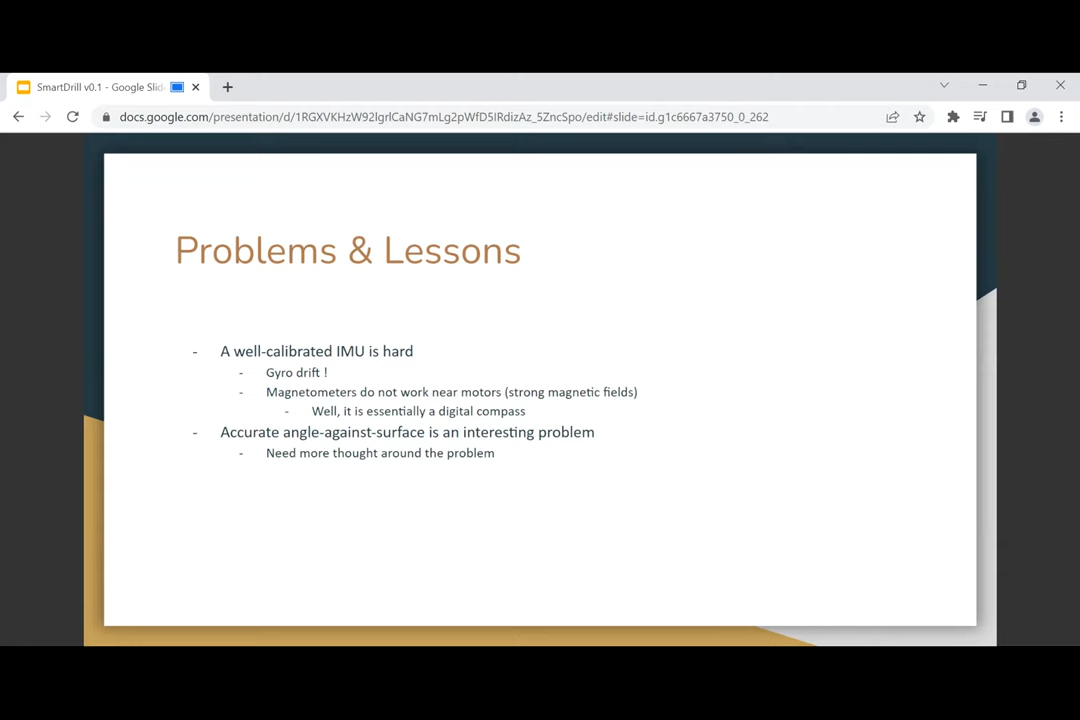 SmartDrill v0.1 - Google Slid
docs.google.com/presentation/d/1RGXVKHzW92lgrlCaNG7mLg2pWfD5lRdizAz_5ZncSpo/edit#slide=id.g1c6667a3750_0_262
Problems & Lessons
- A well-calibrated IMU is hard
- Gyro drift !
- Magnetometers do not work near motors (strong magnetic fields)
- Well, it is essentially a digital compass
- Accurate angle-against-surface is an interesting problem
- Need more thought around the problem